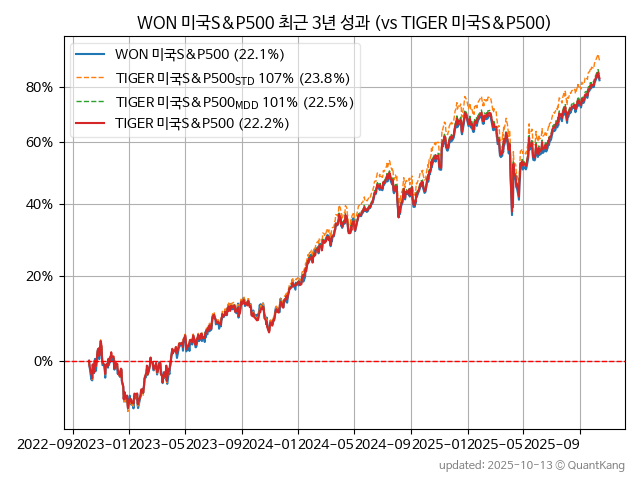 WON 미국S&P500 최근 3년 성과 (vs TIGER 미국S&P500)
WON 미국S&P500 (22.1%)
TIGER 미국S&P500STD 107% (23.8%)
TIGER 미국S&P500MDD 101% (22.5%)
TIGER 미국S&P500 (22.2%)
80%
60%
40%
20%
0%
2022-09 2023-01 2023-05 2023-09 2024-01 2024-05 2024-09 2025-01 2025-05 2025-09
updated: 2025-10-13 © QuantKang